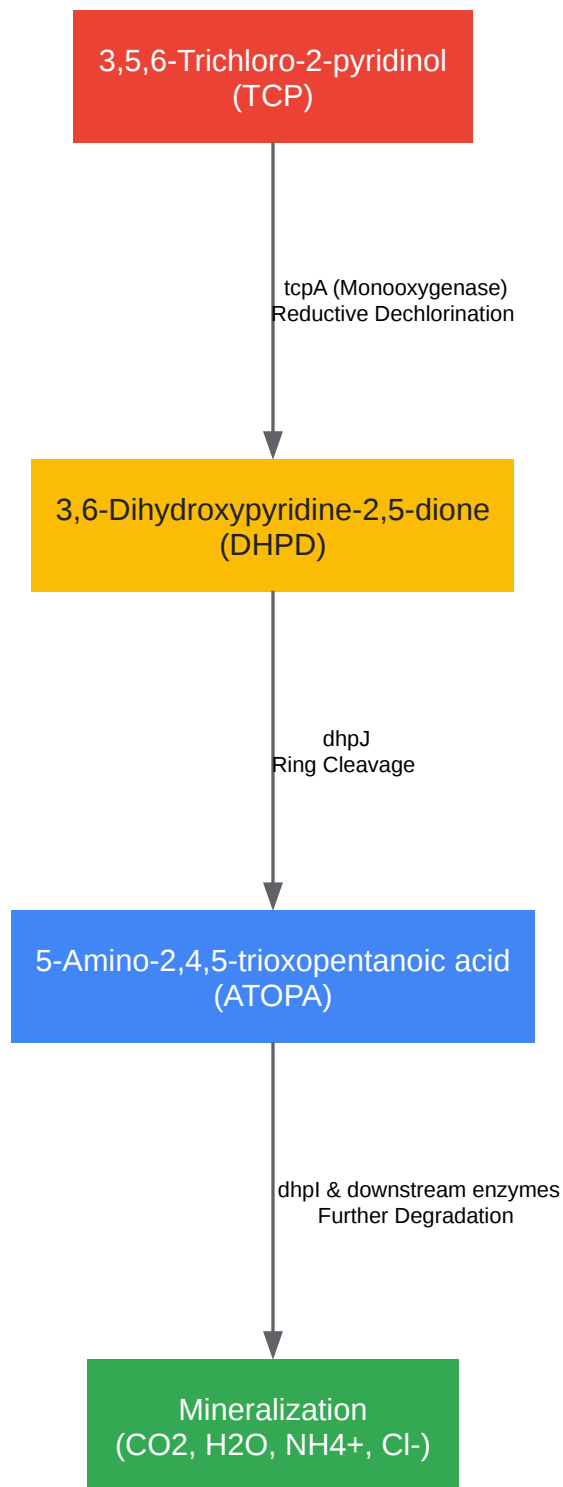 3,5,6-Trichloro-2-pyridinol
(TCP)
tcpA (Monooxygenase)
Reductive Dechlorination
3,6-Dihydroxypyridine-2,5-dione
(DHPD)
dhpJ
Ring Cleavage
5-Amino-2,4,5-trioxopentanoic acid
(ATOPA)
dhpI & downstream enzymes
Further Degradation
Mineralization
(CO2, H2O, NH4+, Cl-)